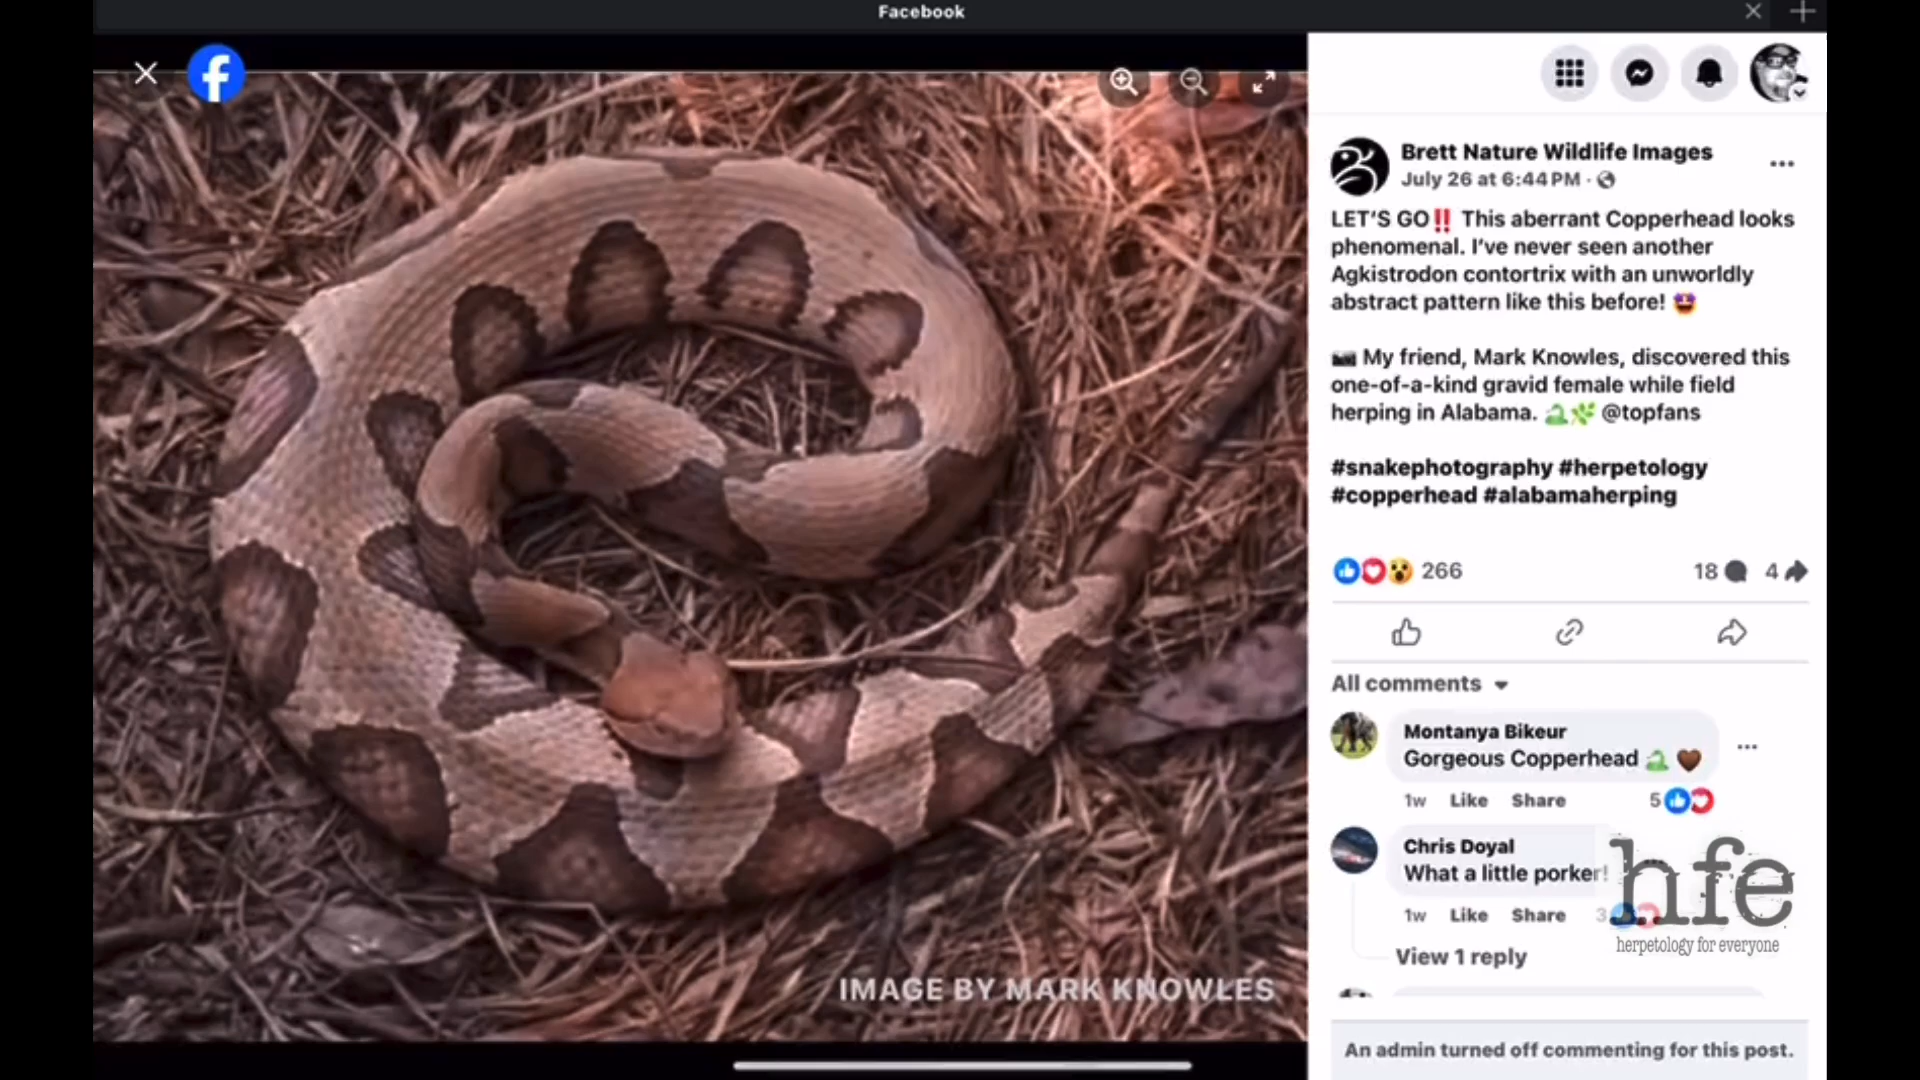 Facebook
Brett Nature Wildlife Images
July 26 at 6:44 PM ·
LET'S GO‼️ This aberrant Copperhead looks
phenomenal. I've never seen another
Agkistrodon contortrix with an unworldly
abstract pattern like this before! 🤩
📷 My friend, Mark Knowles, discovered this
one-of-a-kind gravid female while field
herping in Alabama. 🐍🌿 @topfans
#snakephotography #herpetology
#copperhead #alabamaherping
266
18
4
All comments
Montanya Bikeur
Gorgeous Copperhead 🐍 🤎
1w Like Share 5
Chris Doyal
What a little porker!
1w Like Share 3
View 1 reply
hfe
herpetology for everyone
IMAGE BY MARK KNOWLES
An admin turned off commenting for this post.